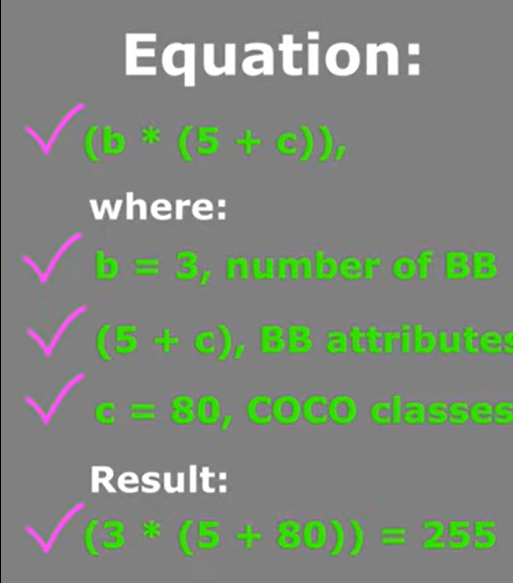 Equation:
(b * (5 + c)),
where:
b = 3, number of BB
(5 + c), BB attributes
c = 80, COCO classes
Result:
(3 * (5 + 80)) = 255